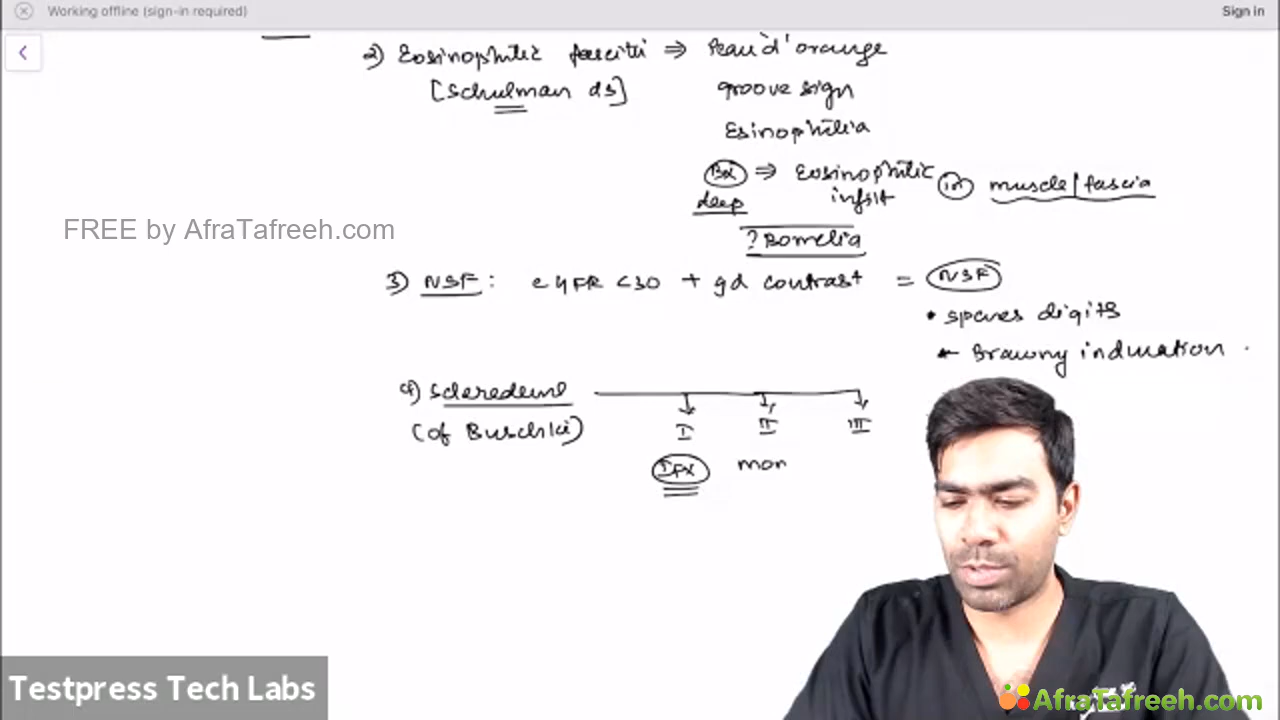 Working offline (sign-in required)
Sign in
2) Eosinophilic fasciti ⇒ Peau d'orange
[Schulman ds] groove sign
Esinophilia
Bx ⇒ Eosinophilic in muscle/fascia
deep infilt
FREE by AfraTafreeh.com
? Borrelia
3) NSF : eGFR <30 + gd contrast = NSF
• spares digits
Brawny induration
4) Scleredema
(of Buschke) I II III
Ifx mon
Testpress Tech Labs
AfraTafreeh.com